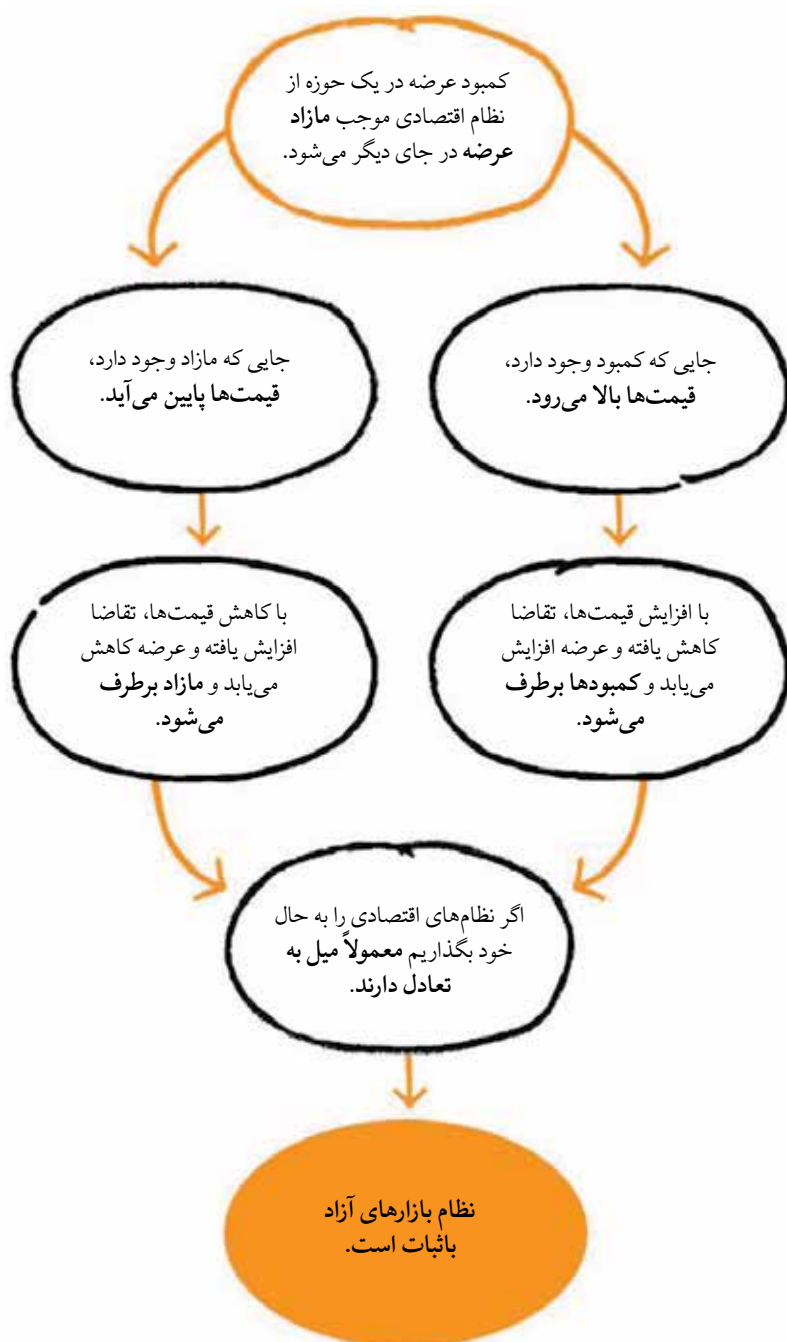 کمبود عرضه در یک حوزه از
نظام اقتصادی موجب مازاد
عرضه در جای دیگر می‌شود.
جایی که کمبود وجود دارد،
قیمت‌ها بالا می‌رود.
جایی که مازاد وجود دارد،
قیمت‌ها پایین می‌آید.
با افزایش قیمت‌ها، تقاضا
کاهش یافته و عرضه افزایش
می‌یابد و کمبودها برطرف
می‌شود.
با کاهش قیمت‌ها، تقاضا
افزایش یافته و عرضه کاهش
می‌یابد و مازاد برطرف
می‌شود.
اگر نظام‌های اقتصادی را به حال
خود بگذاریم معمولاً میل به
تعادل دارند.
نظام بازارهای آزاد
باثبات است.